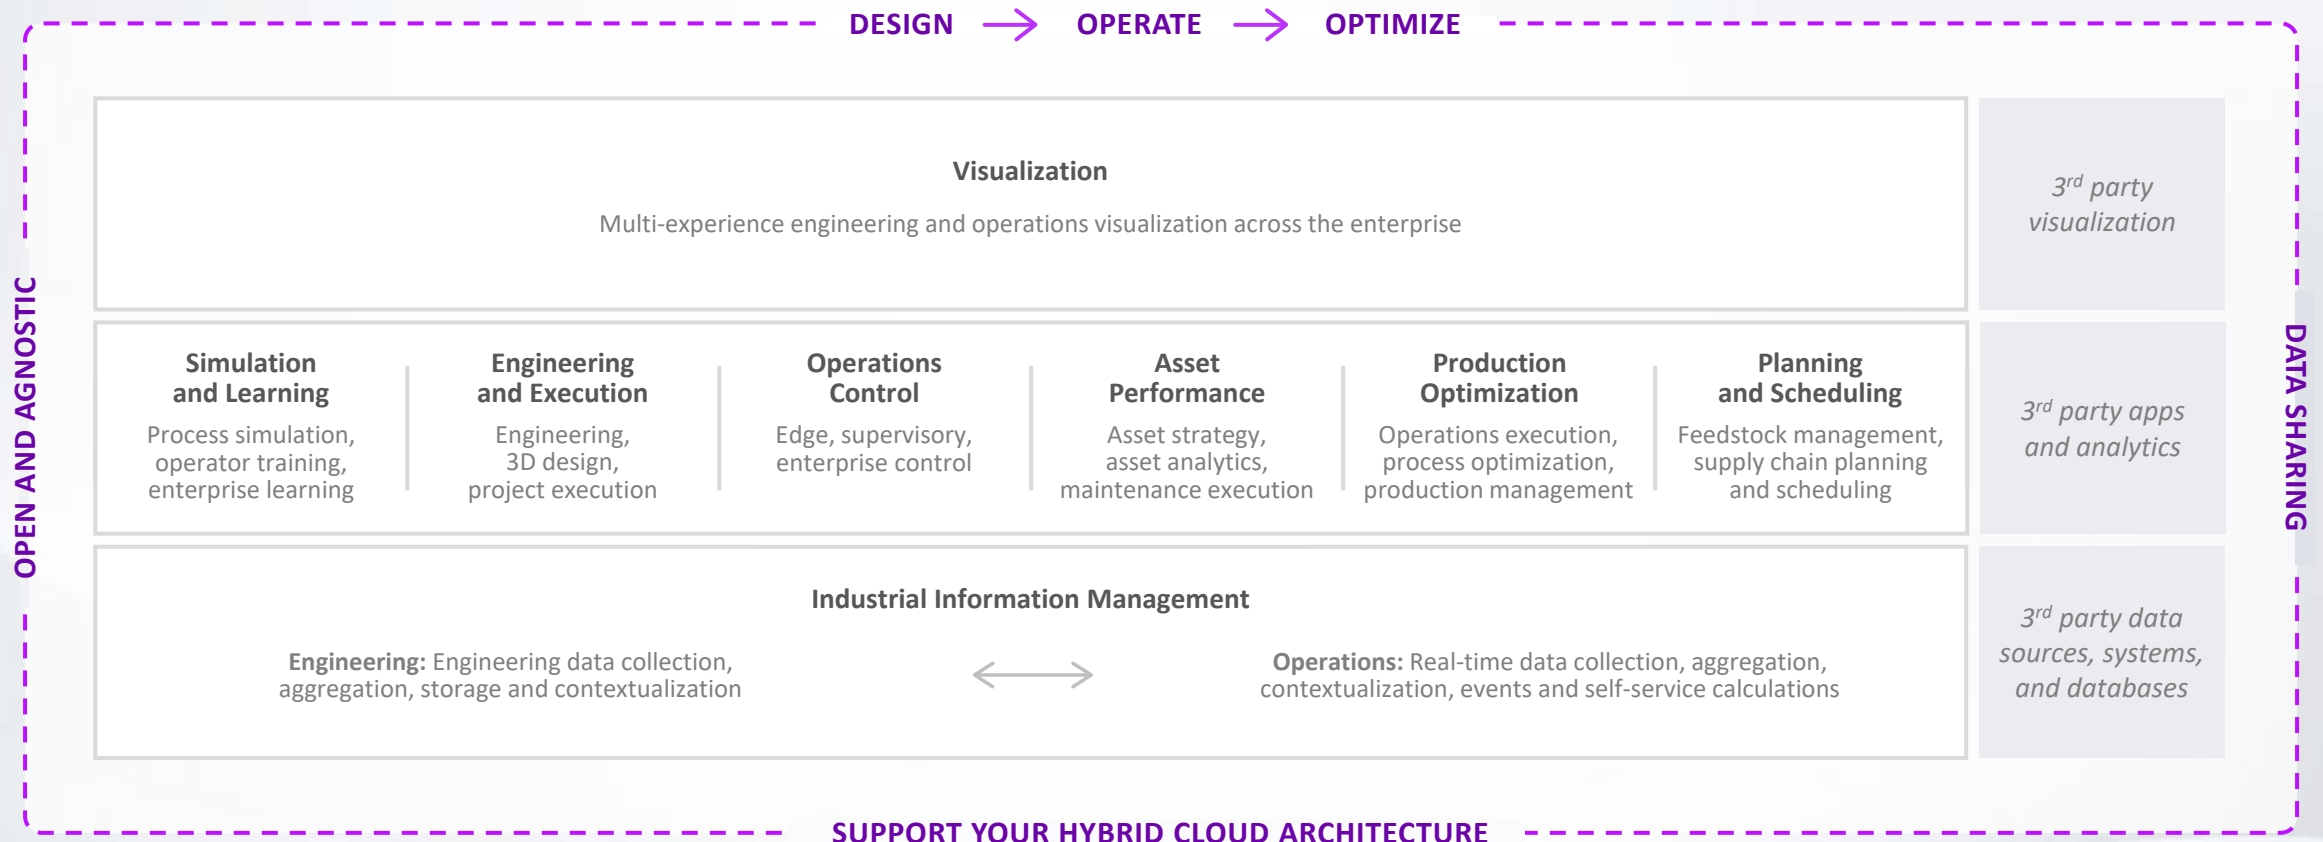 DESIGN → OPERATE → OPTIMIZE
OPEN AND AGNOSTIC
Visualization
Multi-experience engineering and operations visualization across the enterprise
3rd party
visualization
Simulation
and Learning
Process simulation,
operator training,
enterprise learning
Engineering
and Execution
Engineering,
3D design,
project execution
Operations
Control
Edge, supervisory,
enterprise control
Asset
Performance
Asset strategy,
asset analytics,
maintenance execution
Production
Optimization
Operations execution,
process optimization,
production management
Planning
and Scheduling
Feedstock management,
supply chain planning
and scheduling
3rd party apps
and analytics
Industrial Information Management
Engineering: Engineering data collection,
aggregation, storage and contextualization
Operations: Real-time data collection, aggregation,
contextualization, events and self-service calculations
3rd party data
sources, systems,
and databases
DATA SHARING
SUPPORT YOUR HYBRID CLOUD ARCHITECTURE